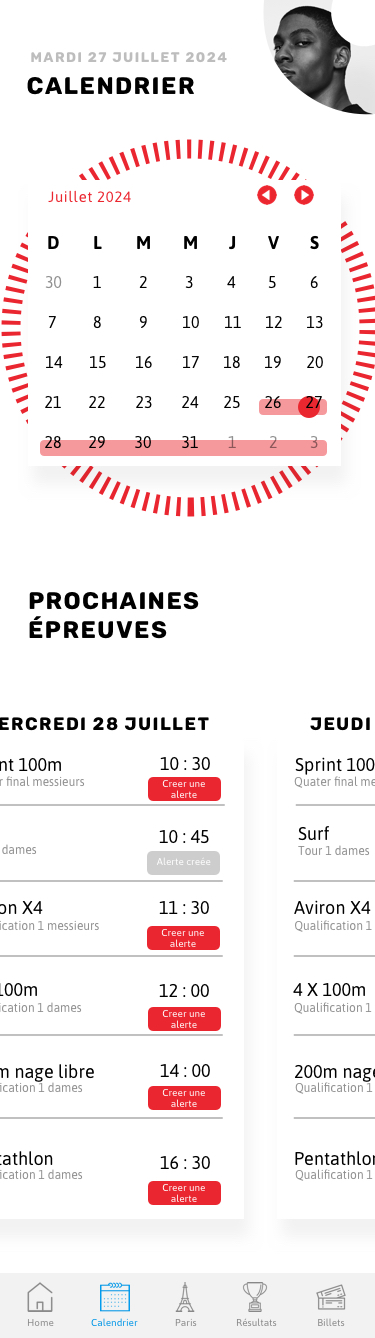 MARDI 27 JUILLET 2024
CALENDRIER
Juillet 2024
D L M M J V S
30 1 2 3 4 5 6
7 8 9 10 11 12 13
14 15 16 17 18 19 20
21 22 23 24 25 26 27
28 29 30 31 1 2 3
PROCHAINES
ÉPREUVES
ERCREDI 28 JUILLET
nt 100m
r final messieurs
10 : 30
Creer une
alerte
dames
10 : 45
Alerte creée
on X4
ication 1 messieurs
11 : 30
Creer une
alerte
100m
ication 1 dames
12 : 00
Creer une
alerte
m nage libre
fication 1 dames
14 : 00
Creer une
alerte
tathlon
fication 1 dames
16 : 30
Creer une
alerte
JEUDI
Sprint 100
Quater final me
Surf
Tour 1 dames
Aviron X4
Qualification 1
4 X 100m
Qualification 1
200m nage
Qualification 1
Pentathlon
Qualification 1
Home Calendrier Paris Résultats Billets